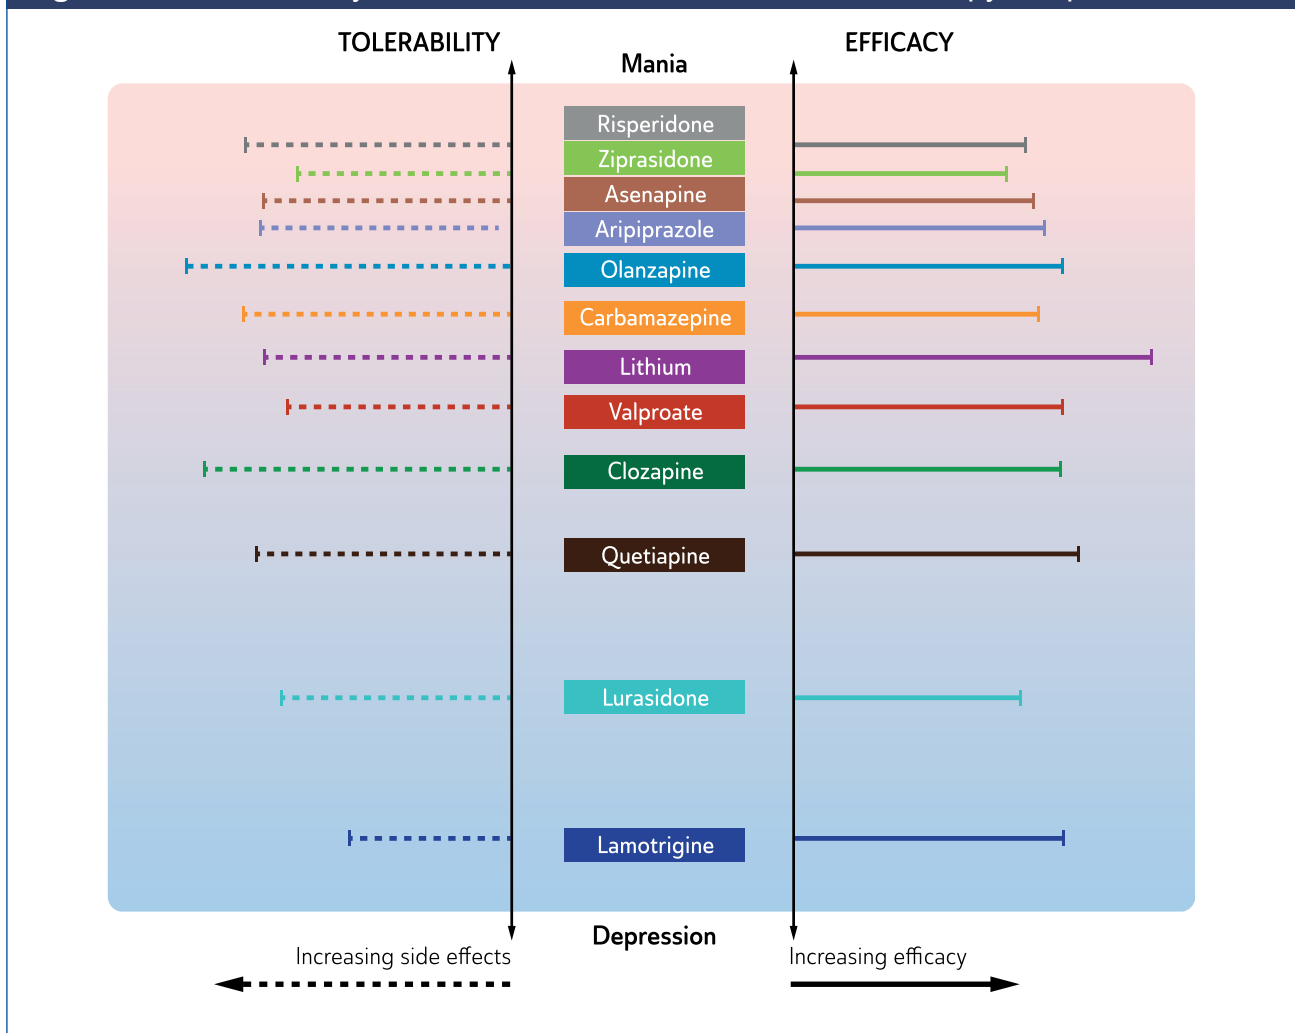 TOLERABILITY
EFFICACY
Mania
Risperidone
Ziprasidone
Asenapine
Aripiprazole
Olanzapine
Carbamazepine
Lithium
Valproate
Clozapine
Quetiapine
Lurasidone
Lamotrigine
Depression
Increasing side effects
Increasing efficacy